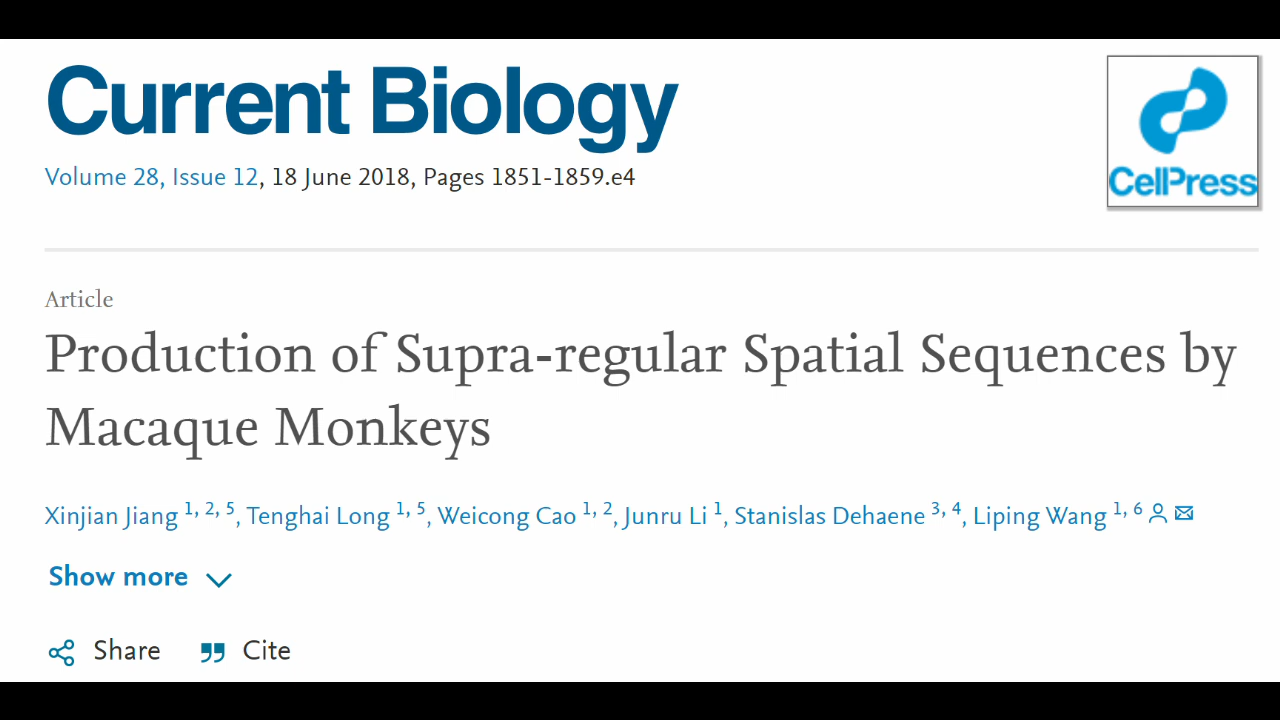 Current Biology
CellPress
Volume 28, Issue 12, 18 June 2018, Pages 1851-1859.e4
Article
Production of Supra-regular Spatial Sequences by
Macaque Monkeys
Xinjian Jiang 1, 2, 5, Tenghai Long 1, 5, Weicong Cao 1, 2, Junru Li 1, Stanislas Dehaene 3, 4, Liping Wang 1, 6
Show more
Share Cite